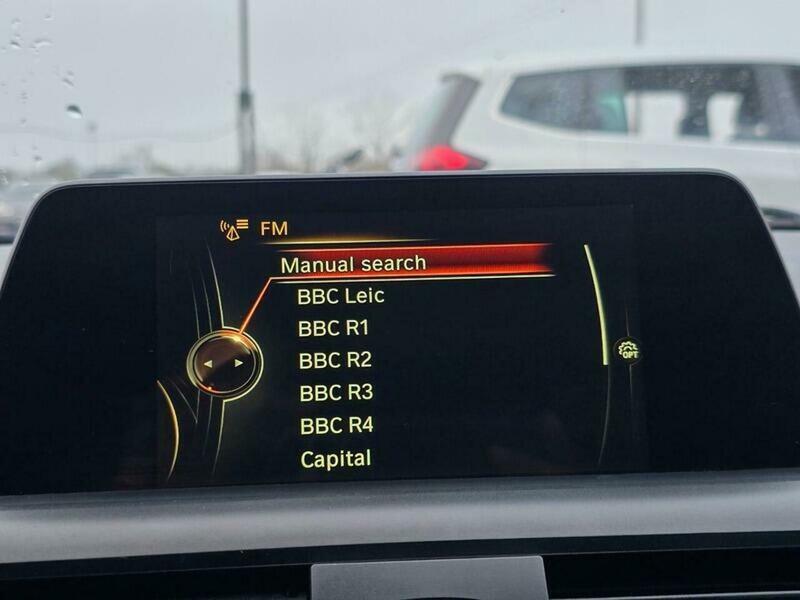 FM
Manual search
BBC Leic
BBC R1
BBC R2
OPT
BBC R3
BBC R4
Capital